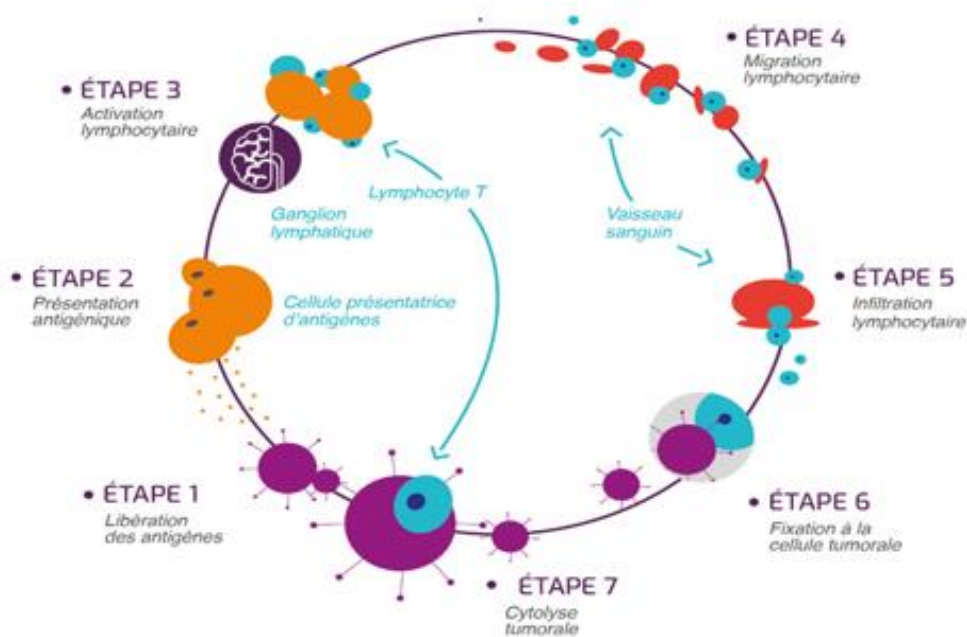 • ÉTAPE 4
Migration
lymphocytaire
• ÉTAPE 3
Activation
lymphocytaire
Lymphocyte T
Ganglion
lymphatique
Vaisseau
sanguin
• ÉTAPE 2
Présentation
antigénique
Cellule présentatrice
d'antigénes
• ÉTAPE 5
Infiltration
lymphocytaire
• ÉTAPE 1
Libération
des antigènes
• ÉTAPE 6
Fixation à la
cellule tumorale
• ÉTAPE 7
Cytolyse
tumorale